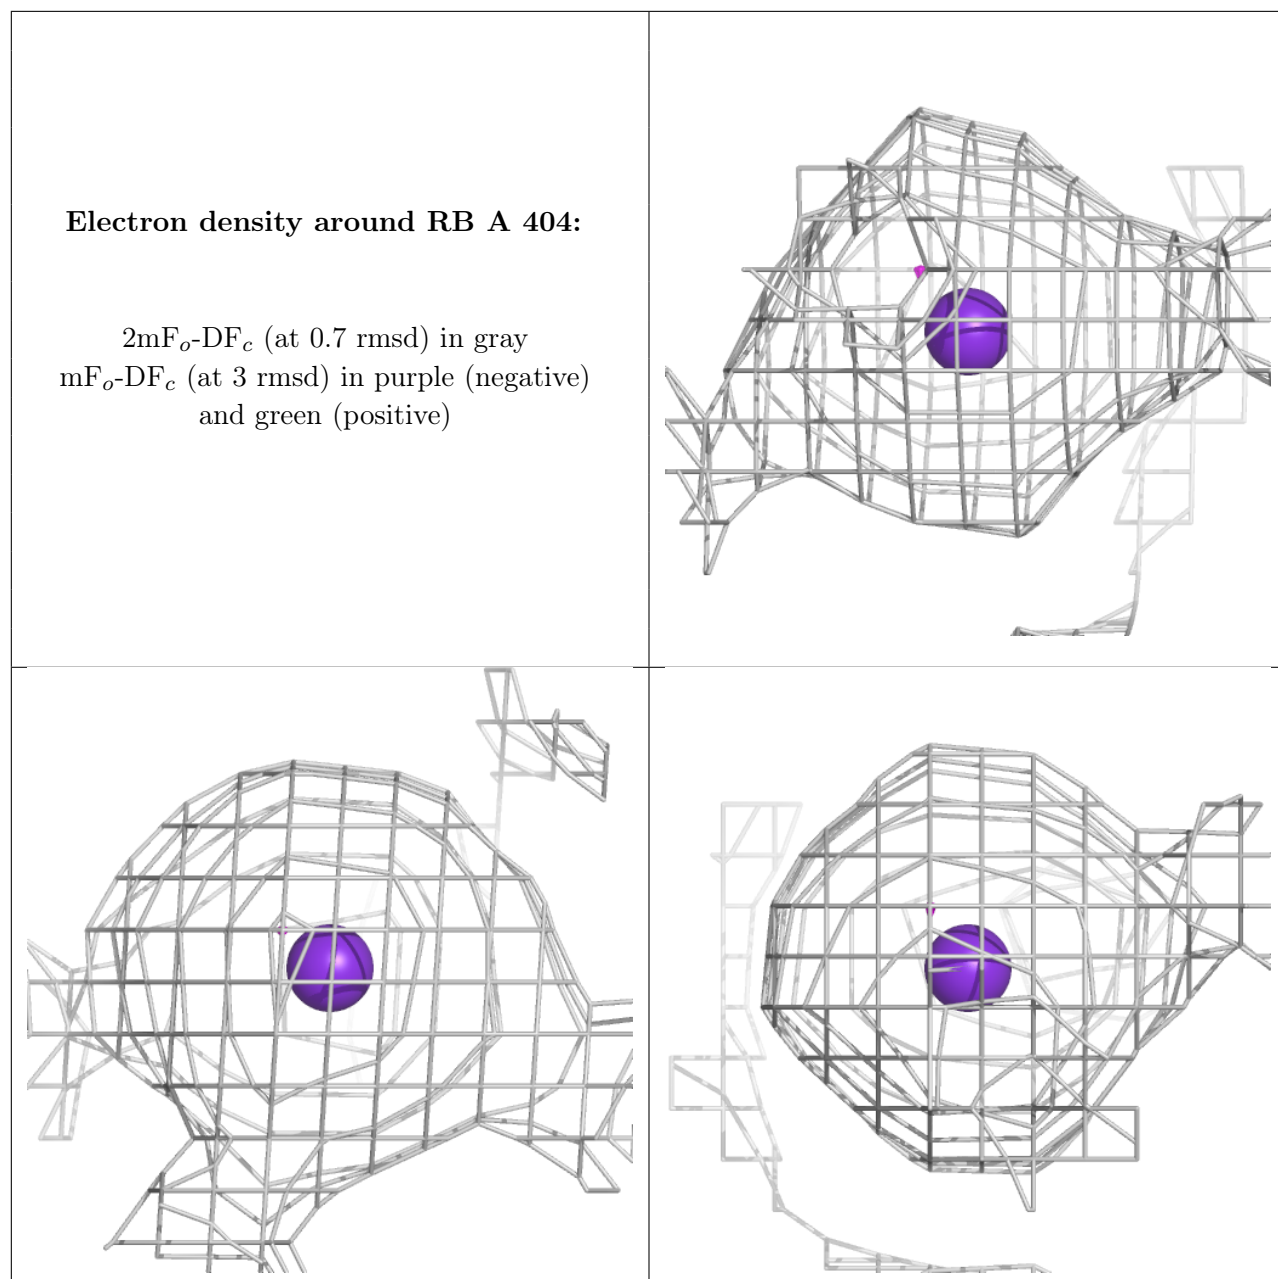 Electron density around RB A 404:
2mFo-DFc (at 0.7 rmsd) in gray
mFo-DFc (at 3 rmsd) in purple (negative)
and green (positive)